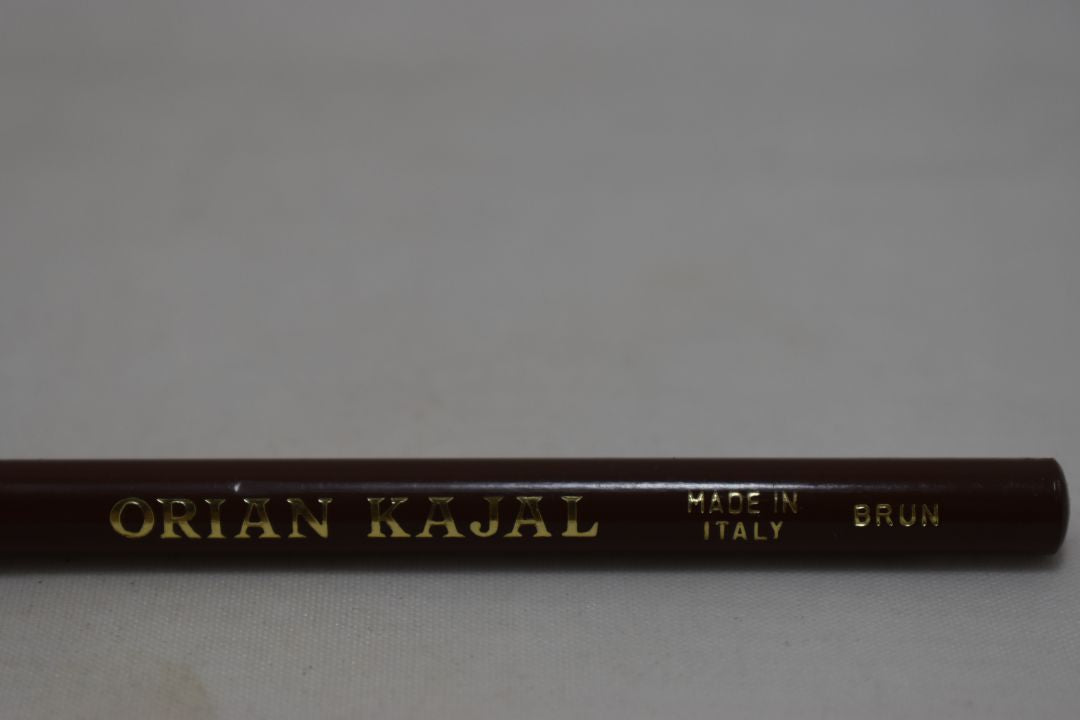 ORIAN KAJAL
MADE IN
ITALY
BRUN